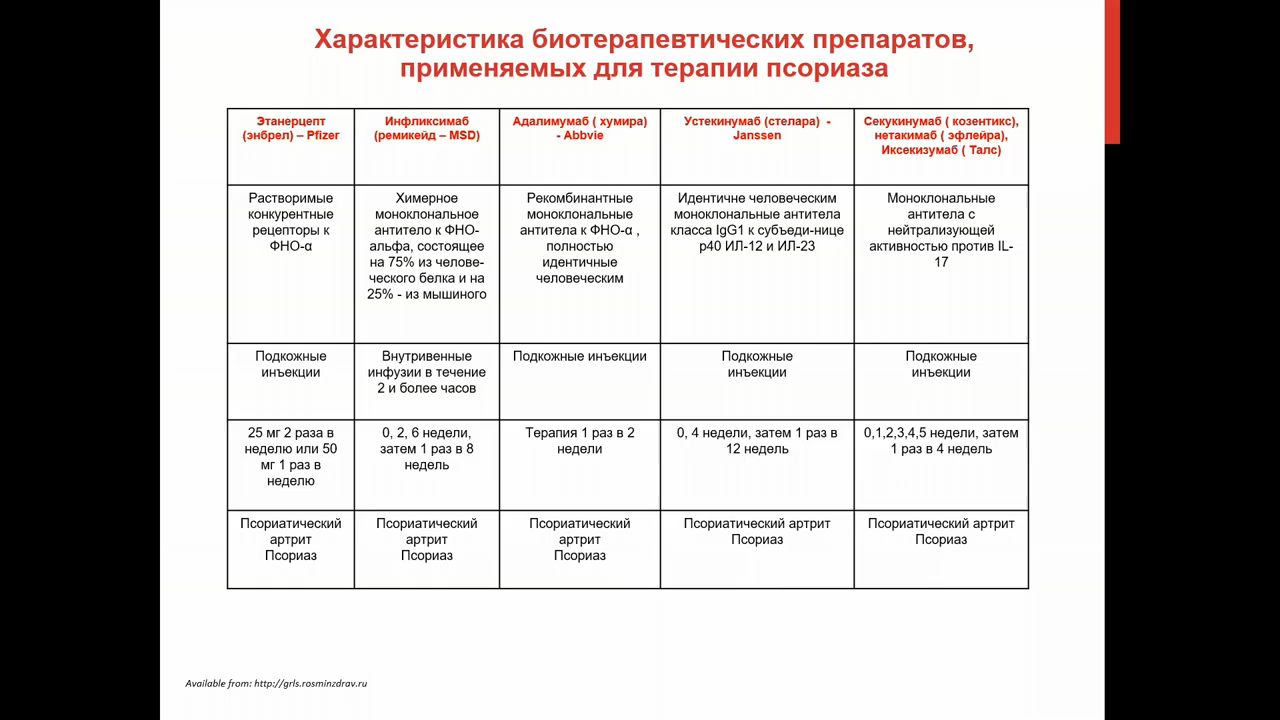 Характеристика биотерапевтических препаратов,
применяемых для терапии псориаза
Этанерцепт
(энбрел) – Pfizer
Инфликсимаб
(ремикейд – MSD)
Адалимумаб ( хумира)
- Abbvie
Устекинумаб (стелара) -
Janssen
Секукинумаб ( козентикс),
нетакимаб ( эфлейра),
Иксекизумаб ( Талс)
Растворимые
конкурентные
рецепторы к
ФНО-α
Химерное
моноклональное
антитело к ФНО-
альфа, состоящее
на 75% из челове-
ческого белка и на
25% - из мышиного
Рекомбинантные
моноклональные
антитела к ФНО-α ,
полностью
идентичные
человеческим
Идентичне человеческим
моноклональные антитела
класса IgG1 к субъеди-нице
р40 ИЛ-12 и ИЛ-23
Моноклональные
антитела с
нейтрализующей
активностью против IL-
17
Подкожные
инъекции
Внутривенные
инфузии в течение
2 и более часов
Подкожные инъекции
Подкожные
инъекции
Подкожные
инъекции
25 мг 2 раза в
неделю или 50
мг 1 раз в
неделю
0, 2, 6 недели,
затем 1 раз в 8
недель
Терапия 1 раз в 2
недели
0, 4 недели, затем 1 раз в
12 недель
0,1,2,3,4,5 недели, затем
1 раз в 4 недель
Псориатический
артрит
Псориаз
Псориатический
артрит
Псориаз
Псориатический
артрит
Псориаз
Псориатический артрит
Псориаз
Псориатический артрит
Псориаз
Available from: http://grls.rosminzdrav.ru